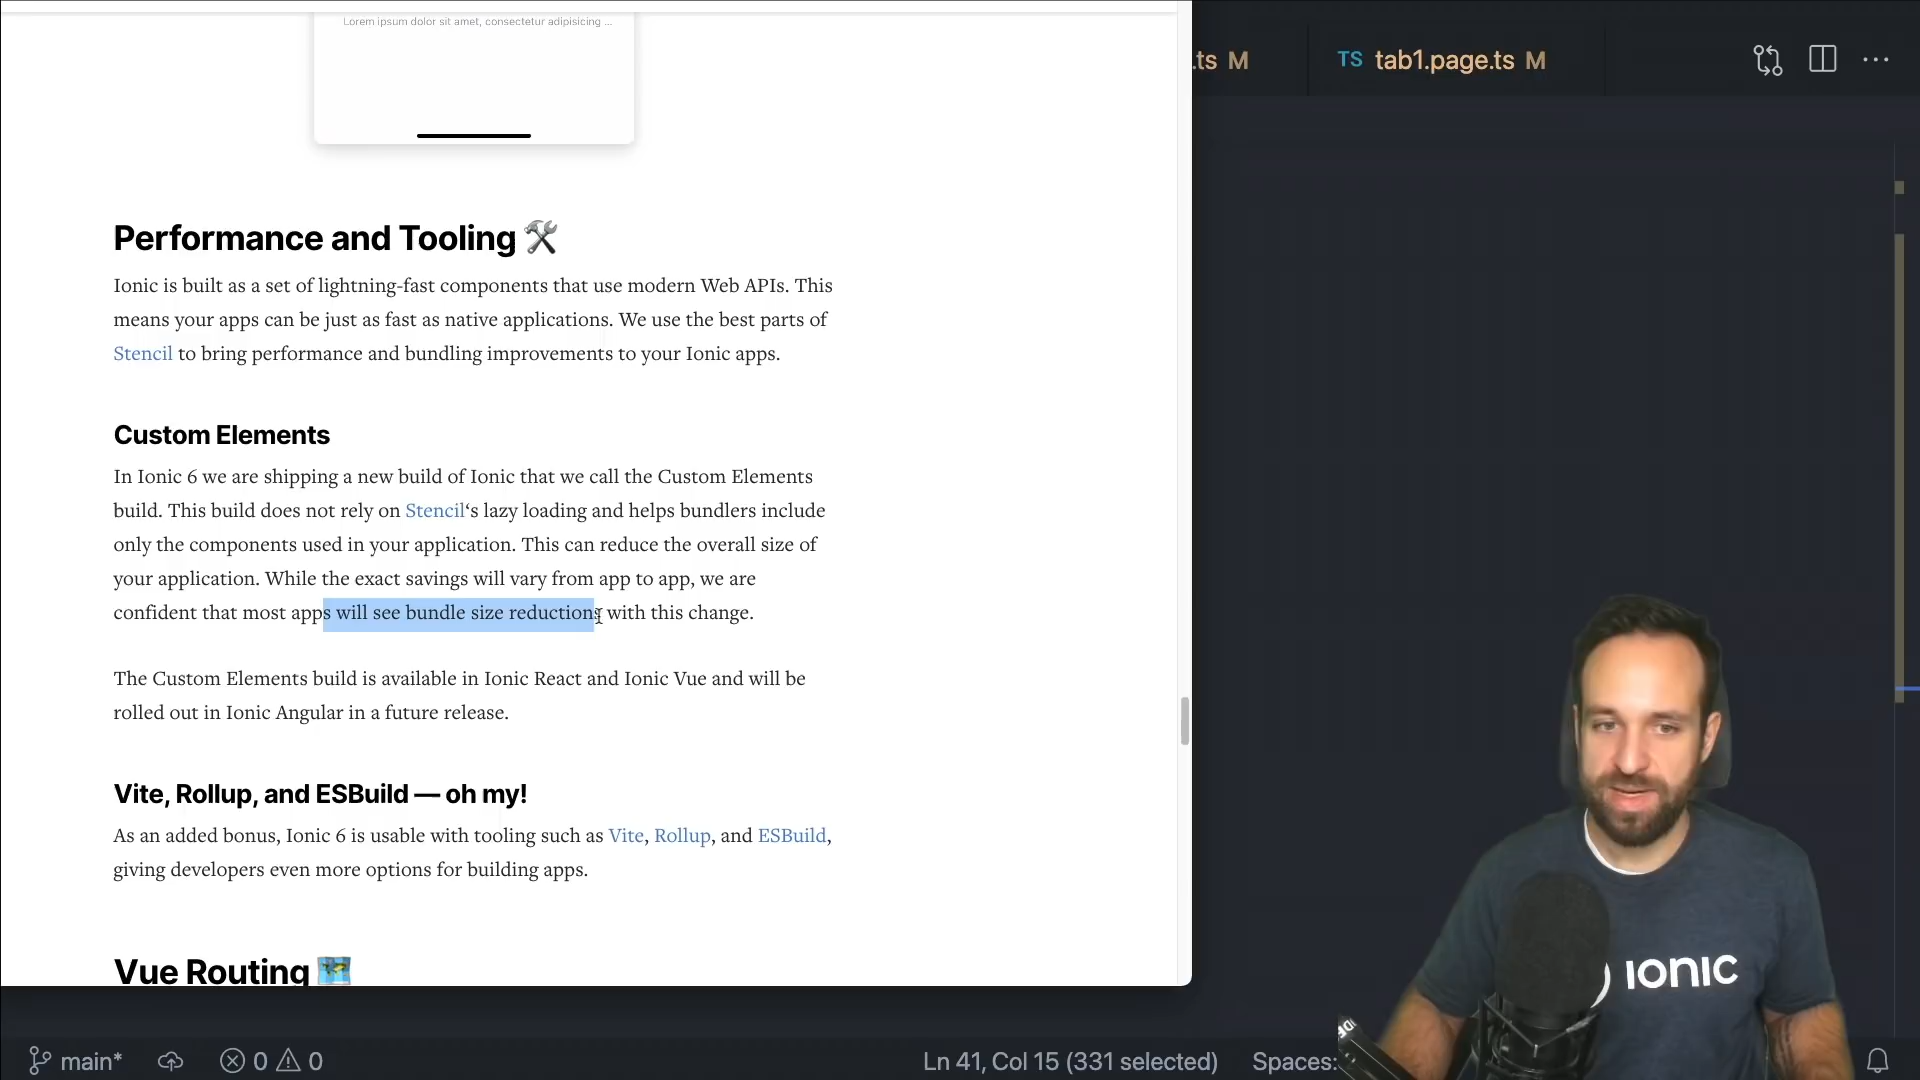 Lorem ipsum dolor sit amet, consectetur adipisicing ...
.ts M
TS tab1.page.ts M
Performance and Tooling 🛠
Ionic is built as a set of lightning-fast components that use modern Web APIs. This
means your apps can be just as fast as native applications. We use the best parts of
Stencil to bring performance and bundling improvements to your Ionic apps.
Custom Elements
In Ionic 6 we are shipping a new build of Ionic that we call the Custom Elements
build. This build does not rely on Stencil‘s lazy loading and helps bundlers include
only the components used in your application. This can reduce the overall size of
your application. While the exact savings will vary from app to app, we are
confident that most apps will see bundle size reductions with this change.
The Custom Elements build is available in Ionic React and Ionic Vue and will be
rolled out in Ionic Angular in a future release.
Vite, Rollup, and ESBuild — oh my!
As an added bonus, Ionic 6 is usable with tooling such as Vite, Rollup, and ESBuild,
giving developers even more options for building apps.
Vue Routing 🗺
IONIC
main* 0 0
Ln 41, Col 15 (331 selected)
Spaces: